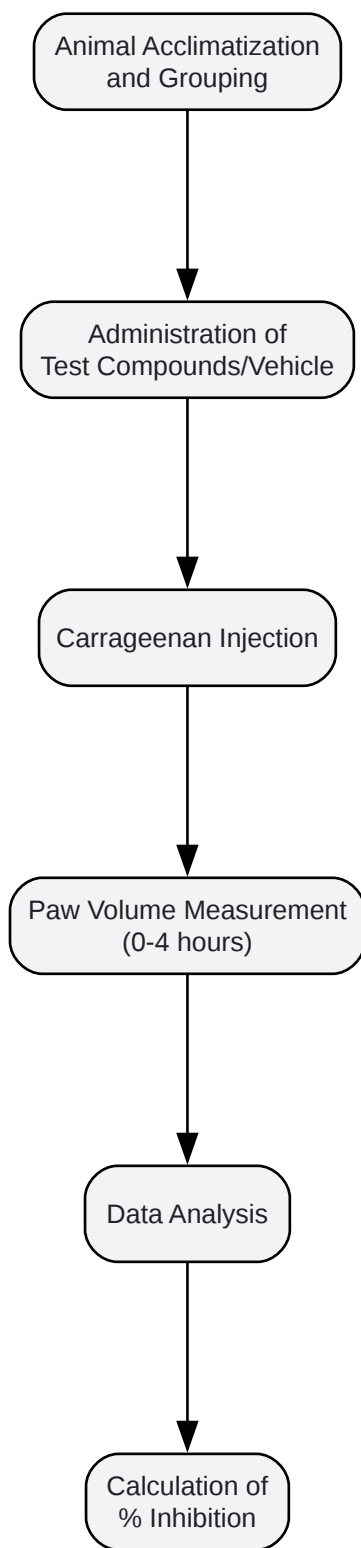 Animal Acclimatization
and Grouping
Administration of
Test Compounds/Vehicle
Carrageenan Injection
Paw Volume Measurement
(0-4 hours)
Data Analysis
Calculation of
% Inhibition